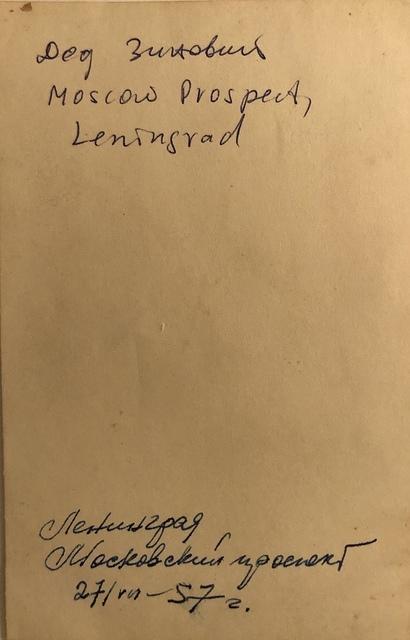 Дед Зиновий
Moscow Prospect,
Leningrad
Ленинград
Московский проспект
27/VII-57 г.